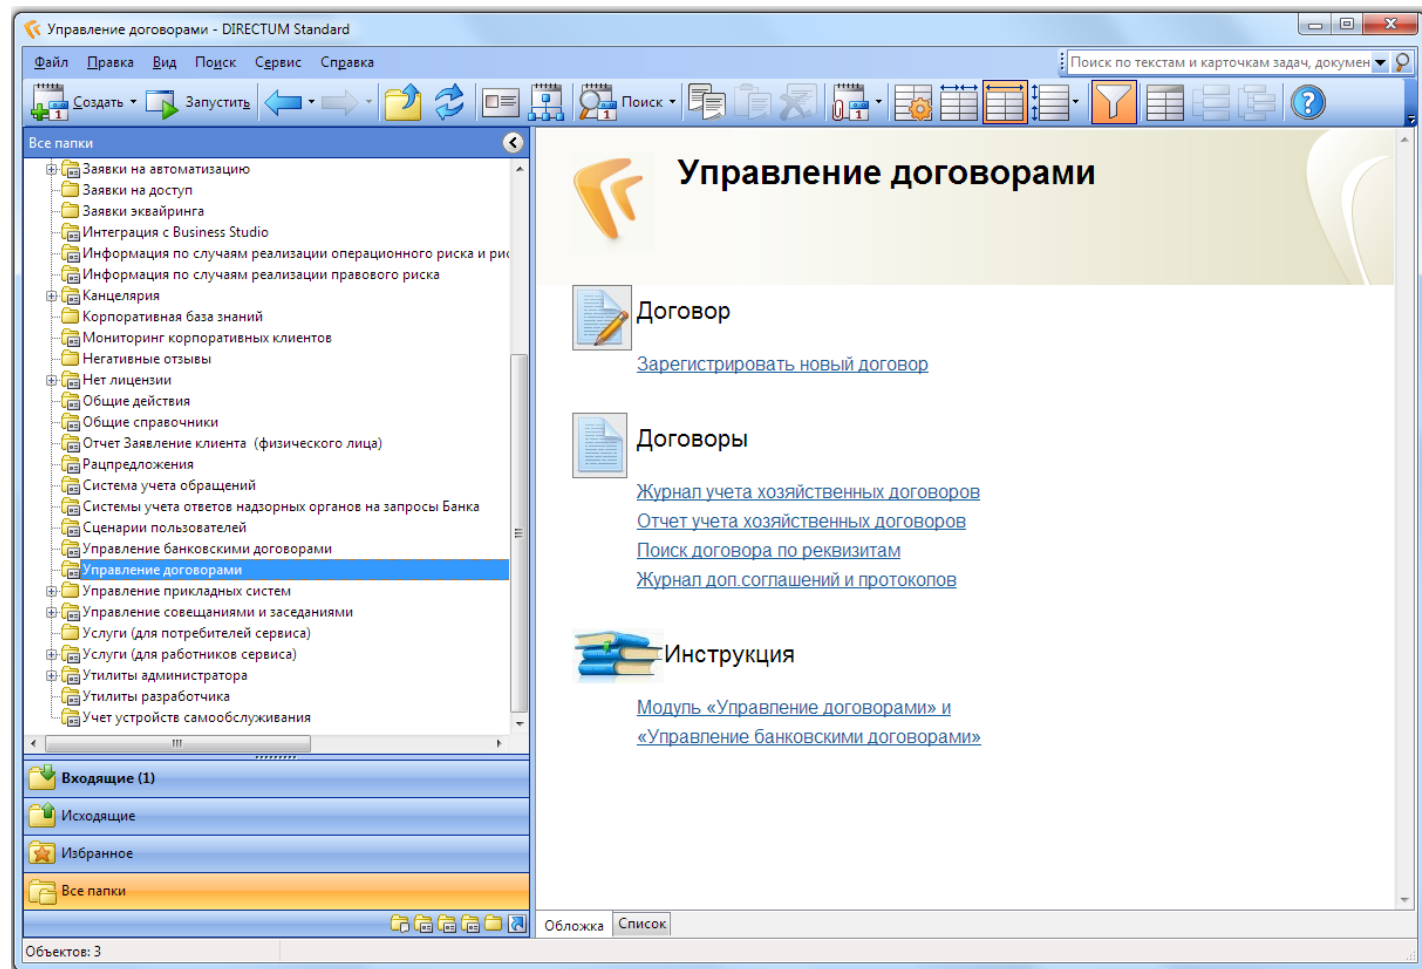 Управление договорами - DIRECTUM Standard
Файл Правка Вид Поиск Сервис Справка
Поиск по текстам и карточкам задач, докумен
Создать Запустить Поиск
Все папки
Заявки на автоматизацию
Заявки на доступ
Заявки эквайринга
Интеграция с Business Studio
Информация по случаям реализации операционного риска и рис
Информация по случаям реализации правового риска
Канцелярия
Корпоративная база знаний
Мониторинг корпоративных клиентов
Негативные отзывы
Нет лицензии
Общие действия
Общие справочники
Отчет Заявление клиента (физического лица)
Рацпредложения
Система учета обращений
Системы учета ответов надзорных органов на запросы Банка
Сценарии пользователей
Управление банковскими договорами
Управление договорами
Управление прикладных систем
Управление совещаниями и заседаниями
Услуги (для потребителей сервиса)
Услуги (для работников сервиса)
Утилиты администратора
Утилиты разработчика
Учет устройств самообслуживания
Входящие (1)
Исходящие
Избранное
Все папки
Объектов: 3
Управление договорами
Договор
Зарегистрировать новый договор
Договоры
Журнал учета хозяйственных договоров
Отчет учета хозяйственных договоров
Поиск договора по реквизитам
Журнал доп.соглашений и протоколов
Инструкция
Модуль «Управление договорами» и
«Управление банковскими договорами»
Обложка Список